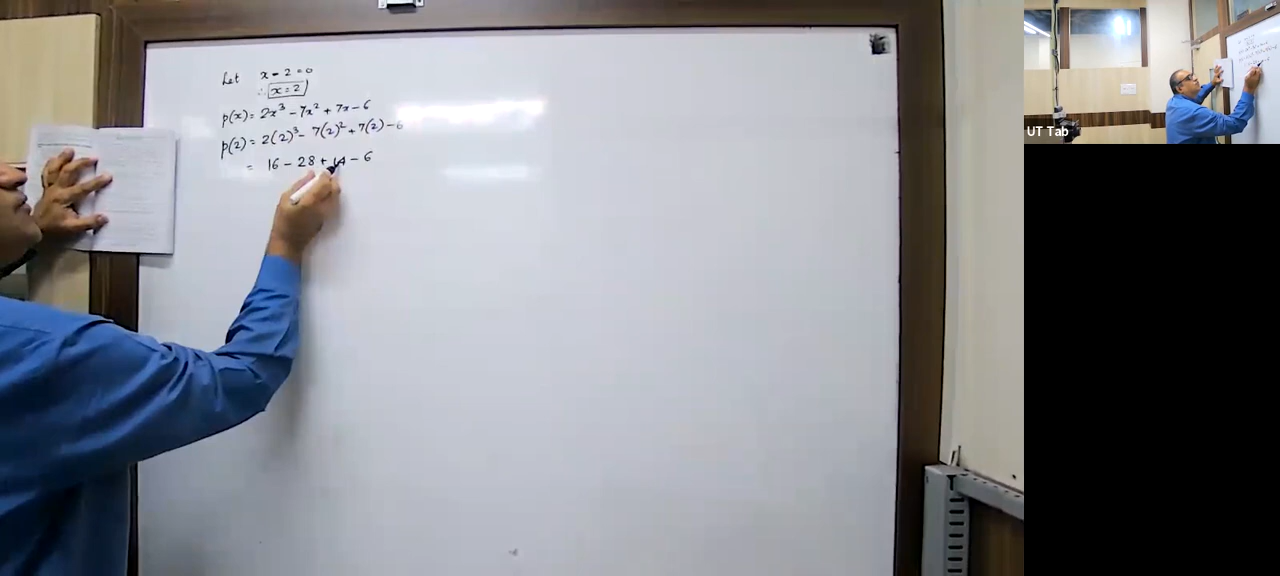 Let x - 2 = 0
∴ x = 2
p(x) = 2x³ - 7x² + 7x - 6
p(2) = 2(2)³ - 7(2)² + 7(2) - 6
= 16 - 28 + 14 - 6
UT Tab